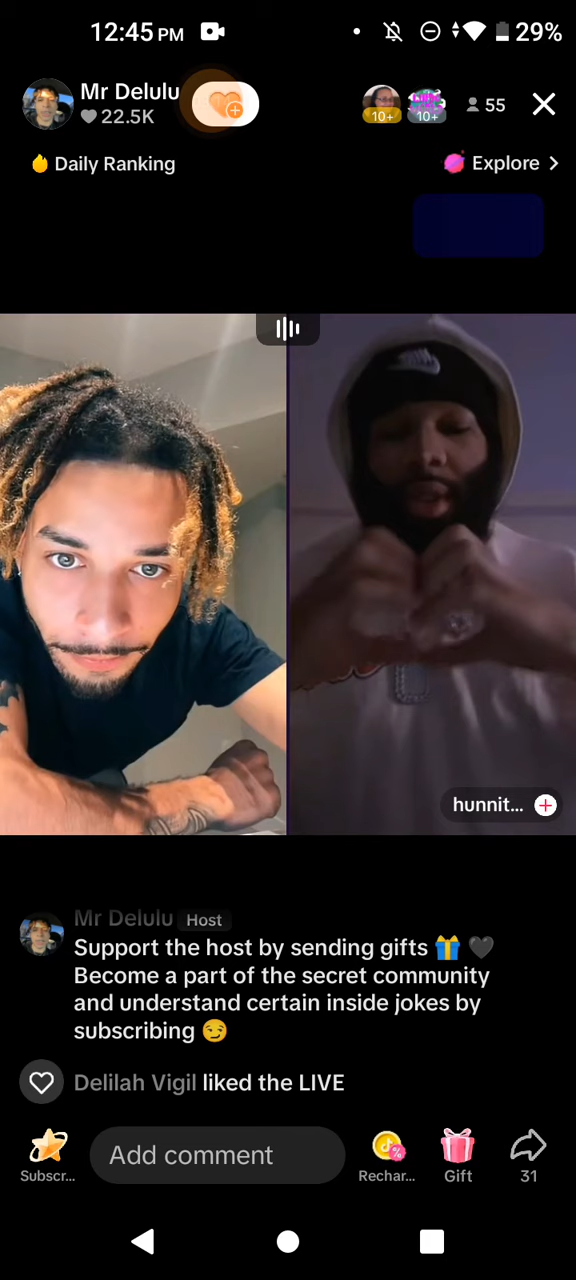 12:45 PM 29%
Mr Delulu
22.5K
10+ 10+ 55
Daily Ranking Explore
hunnit...
Mr Delulu Host
Support the host by sending gifts 🎁 🖤
Become a part of the secret community
and understand certain inside jokes by
subscribing 😏
Delilah Vigil liked the LIVE
Add comment
Subscr... Rechar... Gift 31